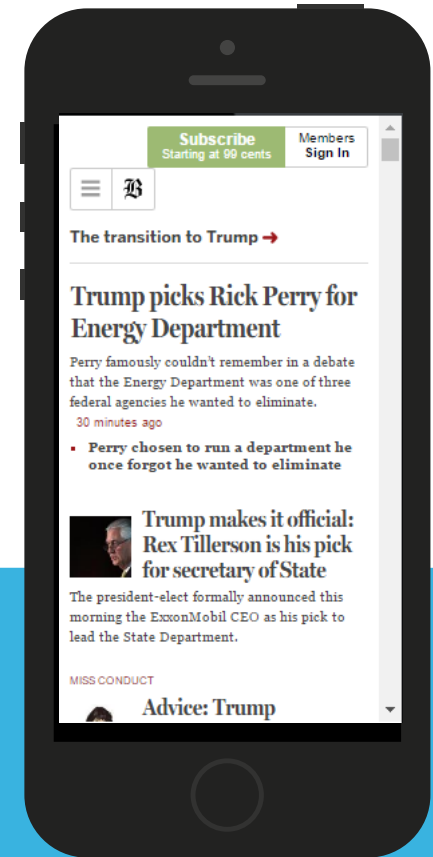 Subscribe
Starting at 99 cents
Members
Sign In
B
The transition to Trump
Trump picks Rick Perry for
Energy Department
Perry famously couldn't remember in a debate
that the Energy Department was one of three
federal agencies he wanted to eliminate.
30 minutes ago
Perry chosen to run a department he
once forgot he wanted to eliminate
Trump makes it official:
Rex Tillerson is his pick
for secretary of State
The president-elect formally announced this
morning the ExxonMobil CEO as his pick to
lead the State Department.
MISS CONDUCT
Advice: Trump